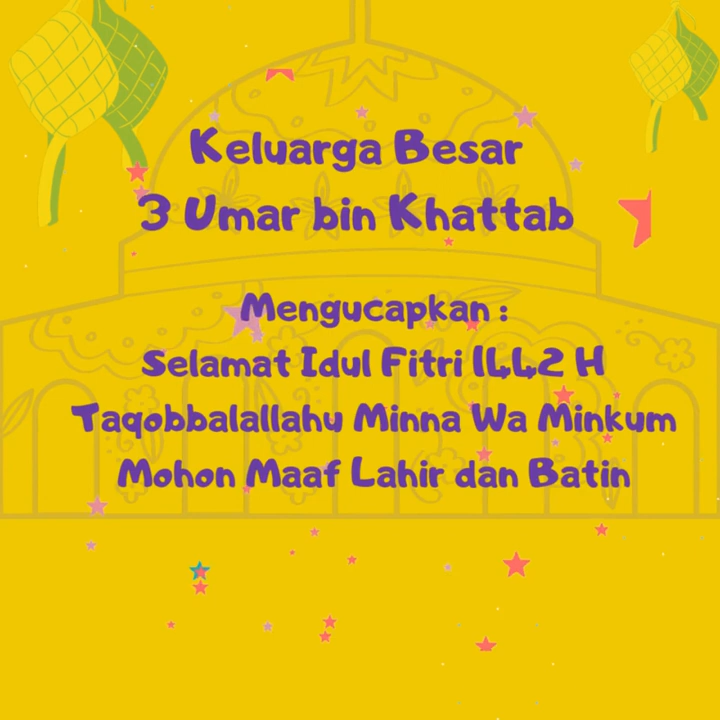 Keluarga Besar
3 Umar bin Khattab
Mengucapkan :
Selamat Idul Fitri 1442 H
Taqobbalallahu Minna Wa Minkum
Mohon Maaf Lahir dan Batin